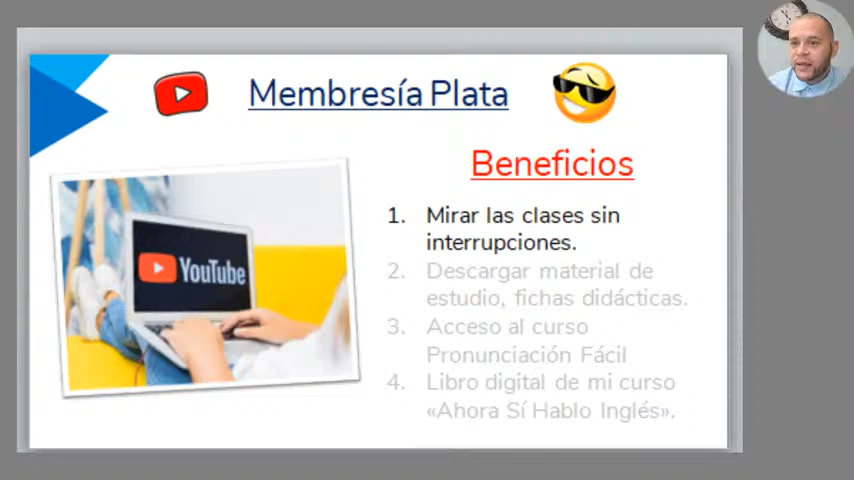 Membresía Plata
Beneficios
1. Mirar las clases sin
interrupciones.
2. Descargar material de
estudio, fichas didácticas.
3. Acceso al curso
Pronunciación Fácil
4. Libro digital de mi curso
«Ahora Sí Hablo Inglés».
YouTube